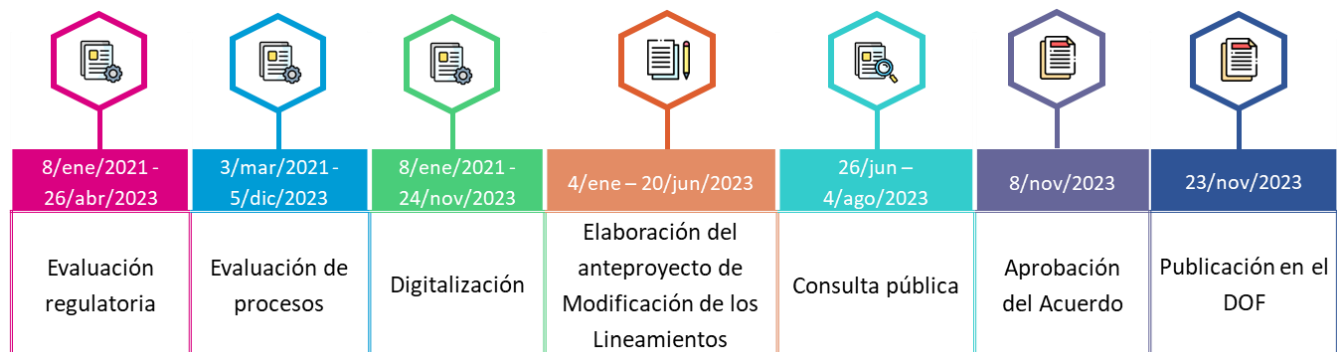 8/ene/2021 -
26/abr/2023
3/mar/2021 -
5/dic/2023
8/ene/2021 -
24/nov/2023
4/ene – 20/jun/2023
26/jun –
4/ago/2023
8/nov/2023
23/nov/2023
Evaluación
regulatoria
Evaluación de
procesos
Digitalización
Elaboración del
anteproyecto de
Modificación de los
Lineamientos
Consulta pública
Aprobación
del Acuerdo
Publicación en el
DOF